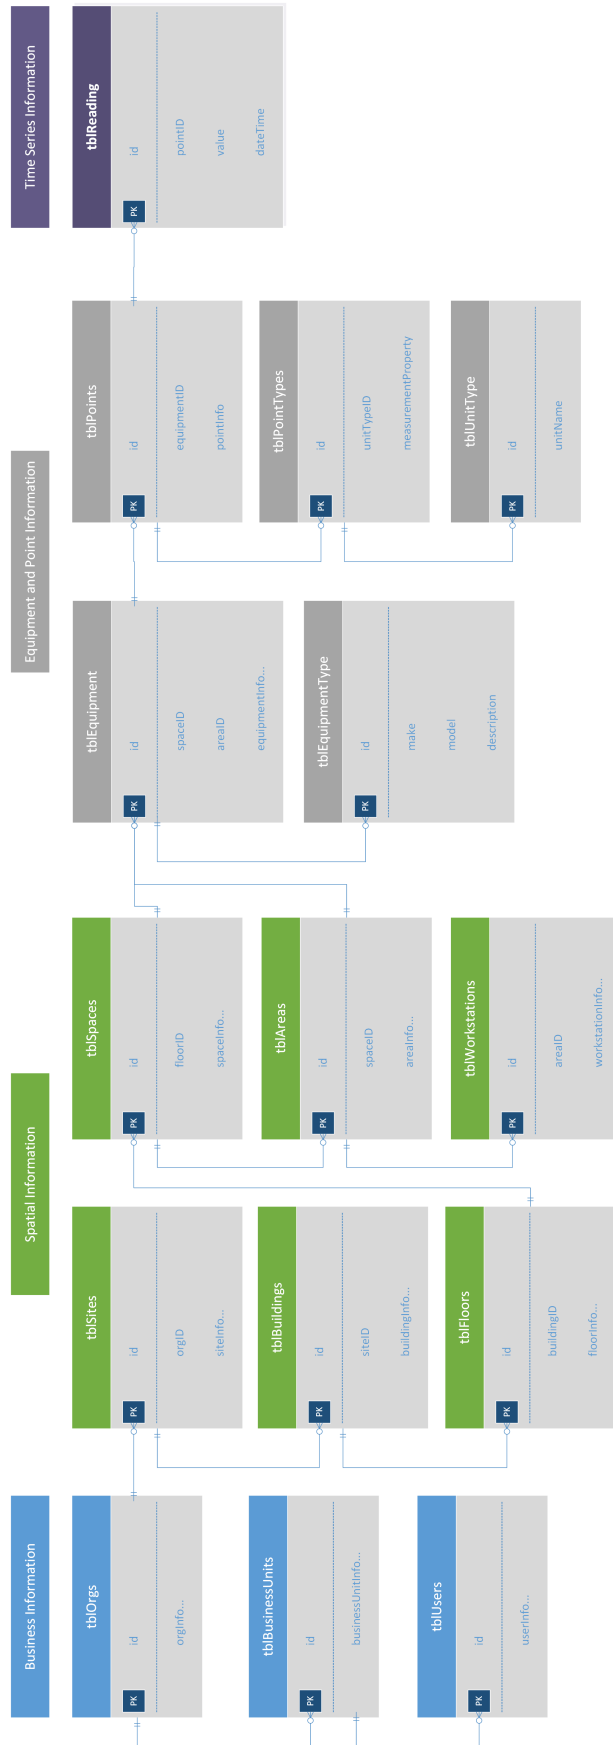 Business Information
Spatial Information
Equipment and Point Information
Time Series Information
tblOrgs
PK
id
orgInfo...
tblBusinessUnits
PK
id
businessUnitInfo...
tblUsers
PK
id
userInfo...
tblSites
PK
id
orgID
siteInfo...
tblBuildings
PK
id
siteID
buildingInfo...
tblFloors
PK
id
buildingID
floorInfo...
tblSpaces
PK
id
floorID
spaceInfo...
tblAreas
PK
id
spaceID
areaInfo...
tblWorkstations
PK
id
areaID
workstationInfo...
tblEquipment
PK
id
spaceID
areaID
equipmentInfo...
tblEquipmentType
PK
id
make
model
description
tblPoints
PK
id
equipmentID
pointInfo
tblPointTypes
PK
id
unitTypeID
measurementProperty
tblUnitType
PK
id
unitName
tblReading
PK
id
pointID
value
dateTime